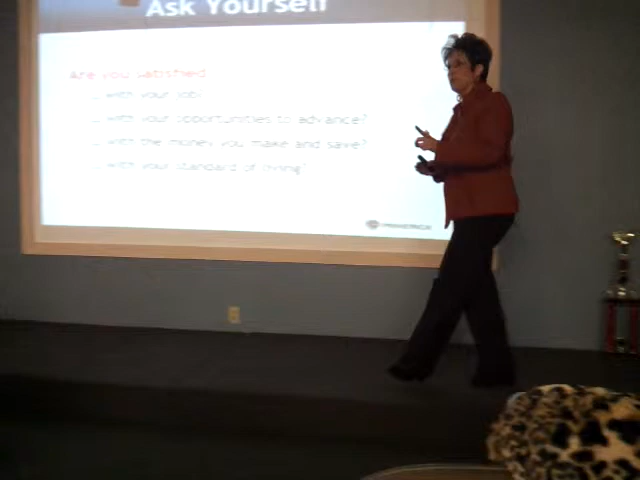 Ask Yourself
Are you satisfied
... with your job?
... with your opportunities to advance?
... with the money you make and save?
... with your standard of living?
PRIMERICA